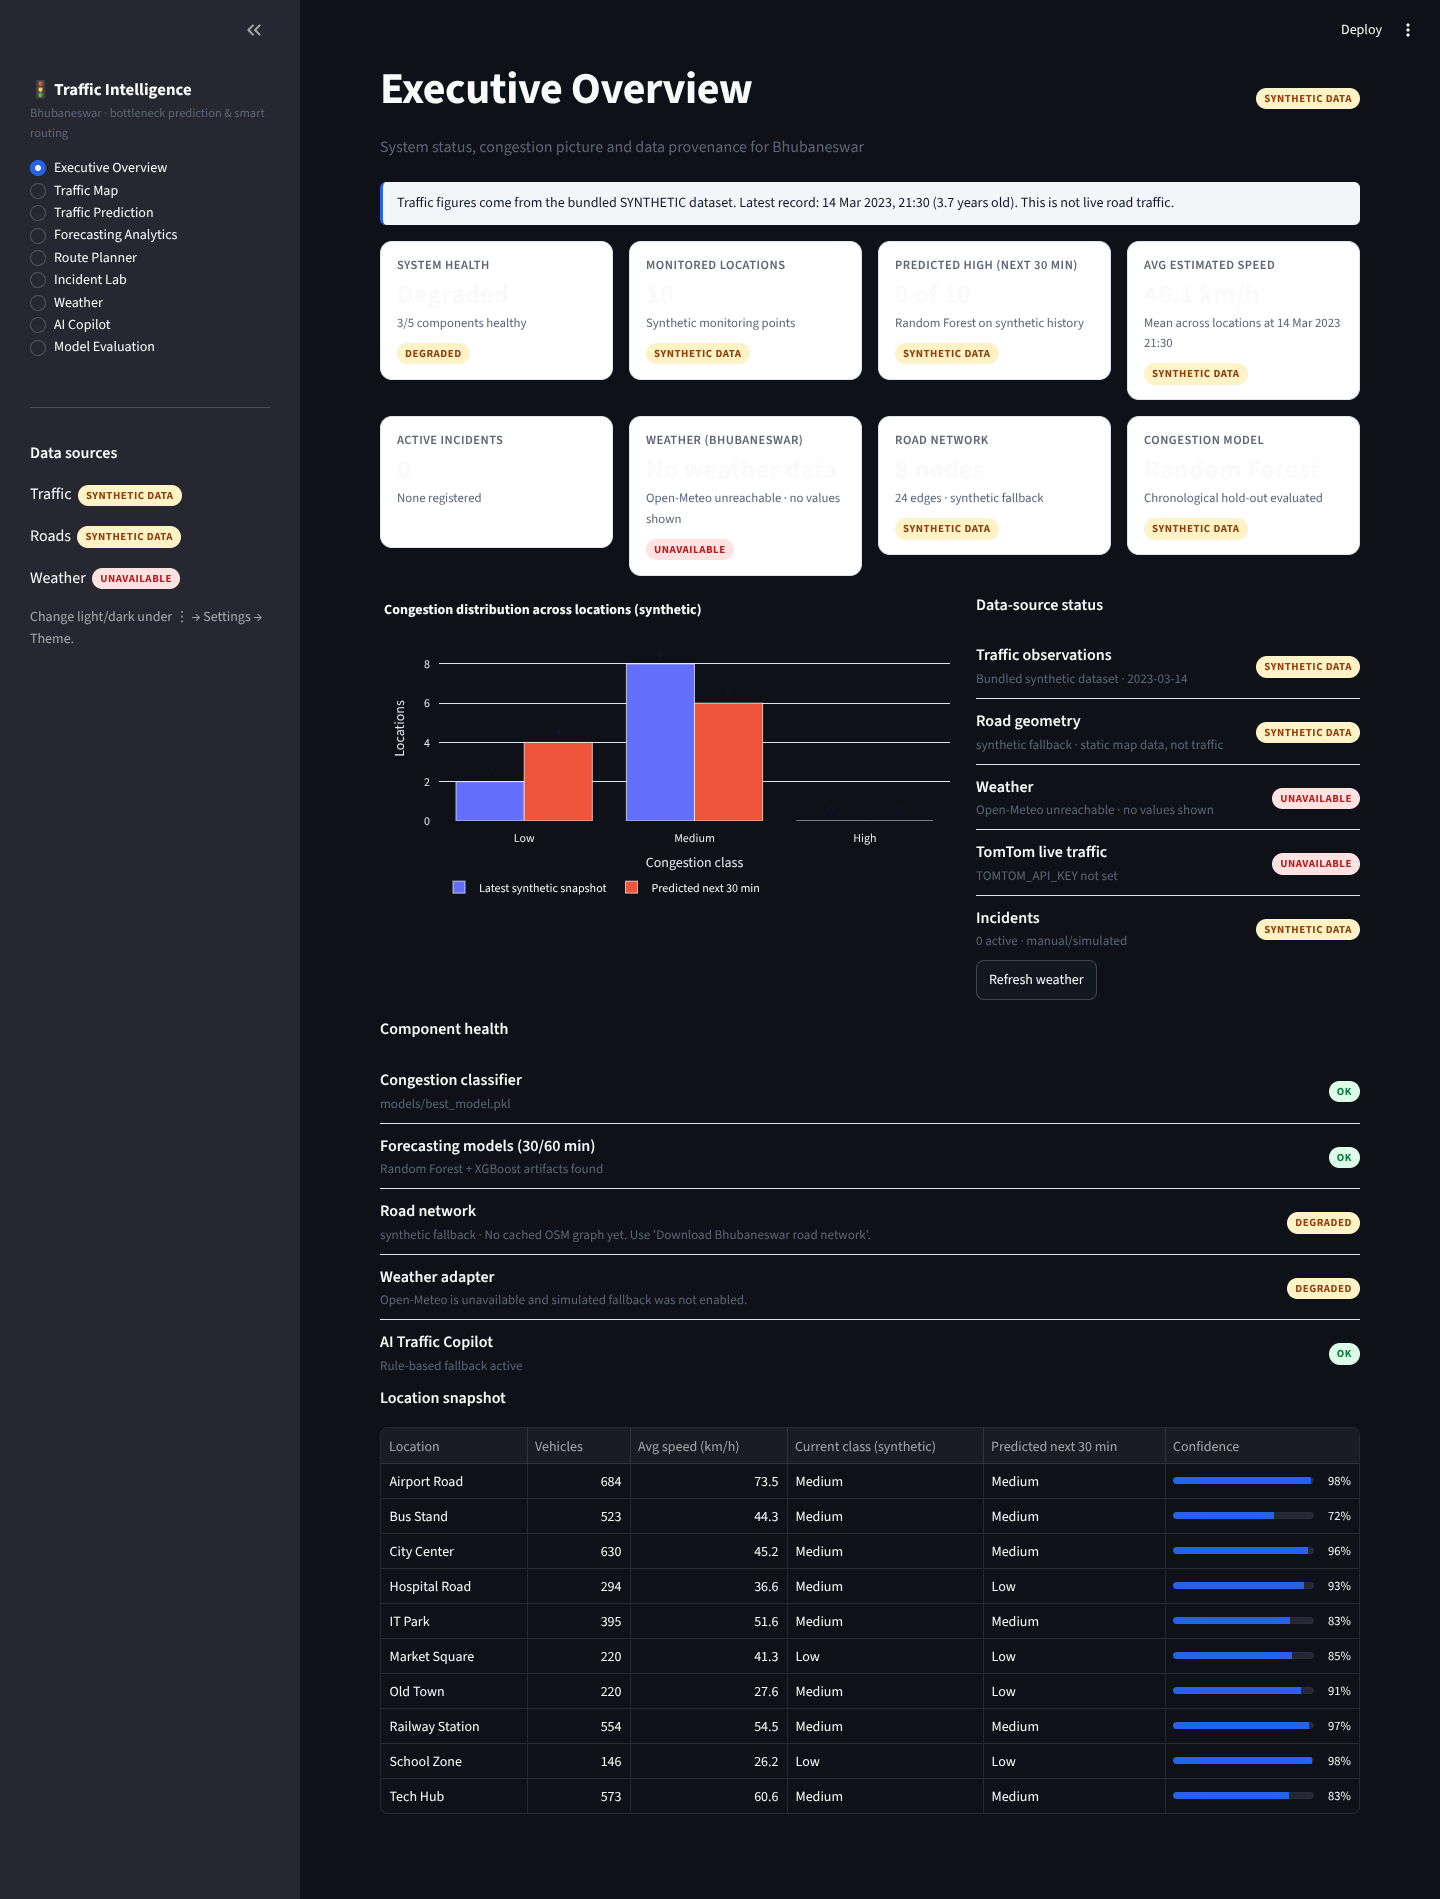 Deploy
🚦 Traffic Intelligence
Bhubaneswar · bottleneck prediction & smart
routing
Executive Overview
Traffic Map
Traffic Prediction
Forecasting Analytics
Route Planner
Incident Lab
Weather
AI Copilot
Model Evaluation
Data sources
Traffic SYNTHETIC DATA
Roads SYNTHETIC DATA
Weather UNAVAILABLE
Change light/dark under ⋮ → Settings →
Theme.
Executive Overview
SYNTHETIC DATA
System status, congestion picture and data provenance for Bhubaneswar
Traffic figures come from the bundled SYNTHETIC dataset. Latest record: 14 Mar 2023, 21:30 (3.7 years old). This is not live road traffic.
SYSTEM HEALTH
Degraded
3/5 components healthy
DEGRADED
MONITORED LOCATIONS
10
Synthetic monitoring points
SYNTHETIC DATA
PREDICTED HIGH (NEXT 30 MIN)
0 of 10
Random Forest on synthetic history
SYNTHETIC DATA
AVG ESTIMATED SPEED
46.1 km/h
Mean across locations at 14 Mar 2023
21:30
SYNTHETIC DATA
ACTIVE INCIDENTS
0
None registered
WEATHER (BHUBANESWAR)
No weather data
Open-Meteo unreachable · no values
shown
UNAVAILABLE
ROAD NETWORK
8 nodes
24 edges · synthetic fallback
SYNTHETIC DATA
CONGESTION MODEL
Random Forest
Chronological hold-out evaluated
SYNTHETIC DATA
Congestion distribution across locations (synthetic)
Locations
8
6
4
2
0
Low Medium High
Congestion class
Latest synthetic snapshot Predicted next 30 min
Data-source status
Traffic observations
Bundled synthetic dataset · 2023-03-14
SYNTHETIC DATA
Road geometry
synthetic fallback · static map data, not traffic
SYNTHETIC DATA
Weather
Open-Meteo unreachable · no values shown
UNAVAILABLE
TomTom live traffic
TOMTOM_API_KEY not set
UNAVAILABLE
Incidents
0 active · manual/simulated
SYNTHETIC DATA
Refresh weather
Component health
Congestion classifier
models/best_model.pkl
OK
Forecasting models (30/60 min)
Random Forest + XGBoost artifacts found
OK
Road network
synthetic fallback · No cached OSM graph yet. Use 'Download Bhubaneswar road network'.
DEGRADED
Weather adapter
Open-Meteo is unavailable and simulated fallback was not enabled.
DEGRADED
AI Traffic Copilot
Rule-based fallback active
OK
Location snapshot
Location Vehicles Avg speed (km/h) Current class (synthetic) Predicted next 30 min Confidence
Airport Road 684 73.5 Medium Medium 98%
Bus Stand 523 44.3 Medium Medium 72%
City Center 630 45.2 Medium Medium 96%
Hospital Road 294 36.6 Medium Low 93%
IT Park 395 51.6 Medium Medium 83%
Market Square 220 41.3 Low Low 85%
Old Town 220 27.6 Medium Low 91%
Railway Station 554 54.5 Medium Medium 97%
School Zone 146 26.2 Low Low 98%
Tech Hub 573 60.6 Medium Medium 83%